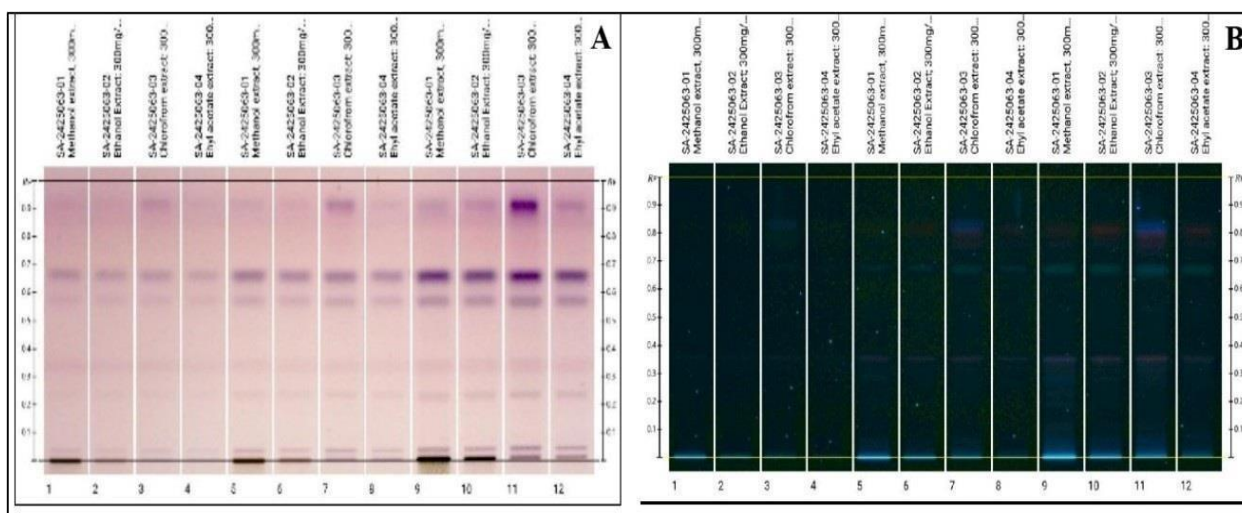 A
SA-2425063-01
Methenol extract, 300m...
SA-2425063-02
Ethanol Extract: 300mg/...
SA-2425063-03
Chlorofrom extract: 300...
SA-2425063-04
Ehyl acetate extract: 300...
SA-2425063-01
Methanol extract, 300m...
SA-2425063-02
Ethanol Extract: 300mg/...
SA-2425063-03
Chlorofrom extract: 300...
SA-2425063-04
Ehyl acetate extract: 300...
SA-2425063-01
Methanol extract, 300m...
SA-2425063-02
Ethanol Extract: 300mg/...
SA-2425063-03
Chlorofrom extract: 300...
SA-2425063-04
Ehyl acetate extract: 300...
0.9
0.8
0.7
0.6
0.5
0.4
0.3
0.2
0.1
1 2 3 4 5 6 7 8 9 10 11 12
B
SA-2425063-01
Methanol extract, 300m...
SA-2425063-02
Ethanol Extract; 300mg/...
SA-2425063-03
Chlorofrom extract: 300...
SA-2425063-04
Ehyl acetate extract: 300...
SA-2425063-01
Methanol extract, 300m...
SA-2425063-02
Ethanol Extract: 300mg/...
SA-2425063-03
Chlorofrom extract: 300...
SA-2425063-04
Ehyl acetate extract: 300...
SA-2425063-01
Methanol extract, 300m...
SA-2425063-02
Ethanol Extract: 300mg/...
SA-2425063-03
Chlorofrom extract: 300...
SA-2425063-04
Ehyl acetate extract: 300...
Rf
0.9
0.8
0.7
0.6
0.5
0.4
0.3
0.2
0.1
1 2 3 4 5 6 7 8 9 10 11 12